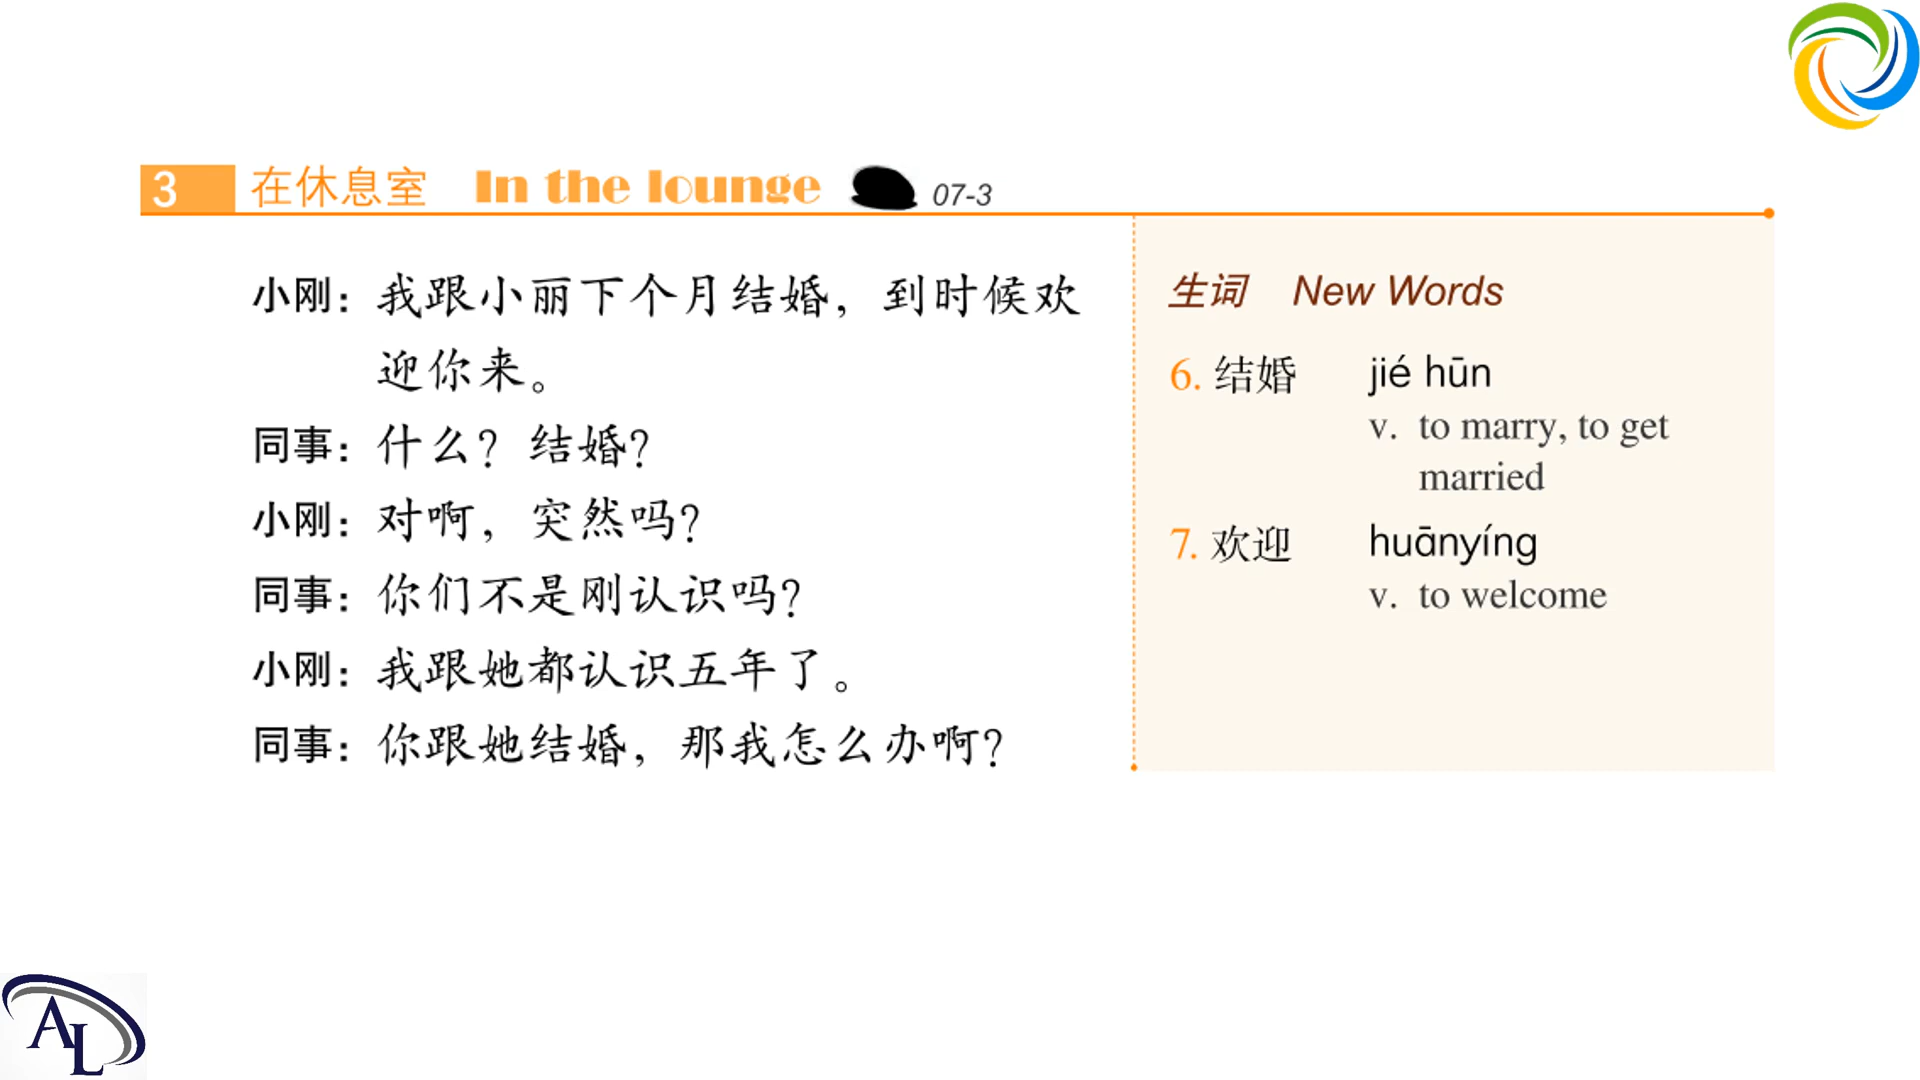 3 在休息室 In the lounge 07-3
小刚：我跟小丽下个月结婚，到时候欢
迎你来。
同事：什么？结婚？
小刚：对啊，突然吗？
同事：你们不是刚认识吗？
小刚：我跟她都认识五年了。
同事：你跟她结婚，那我怎么办啊？
生词 New Words
6. 结婚 jié hūn
v. to marry, to get
married
7. 欢迎 huānyíng
v. to welcome
AL